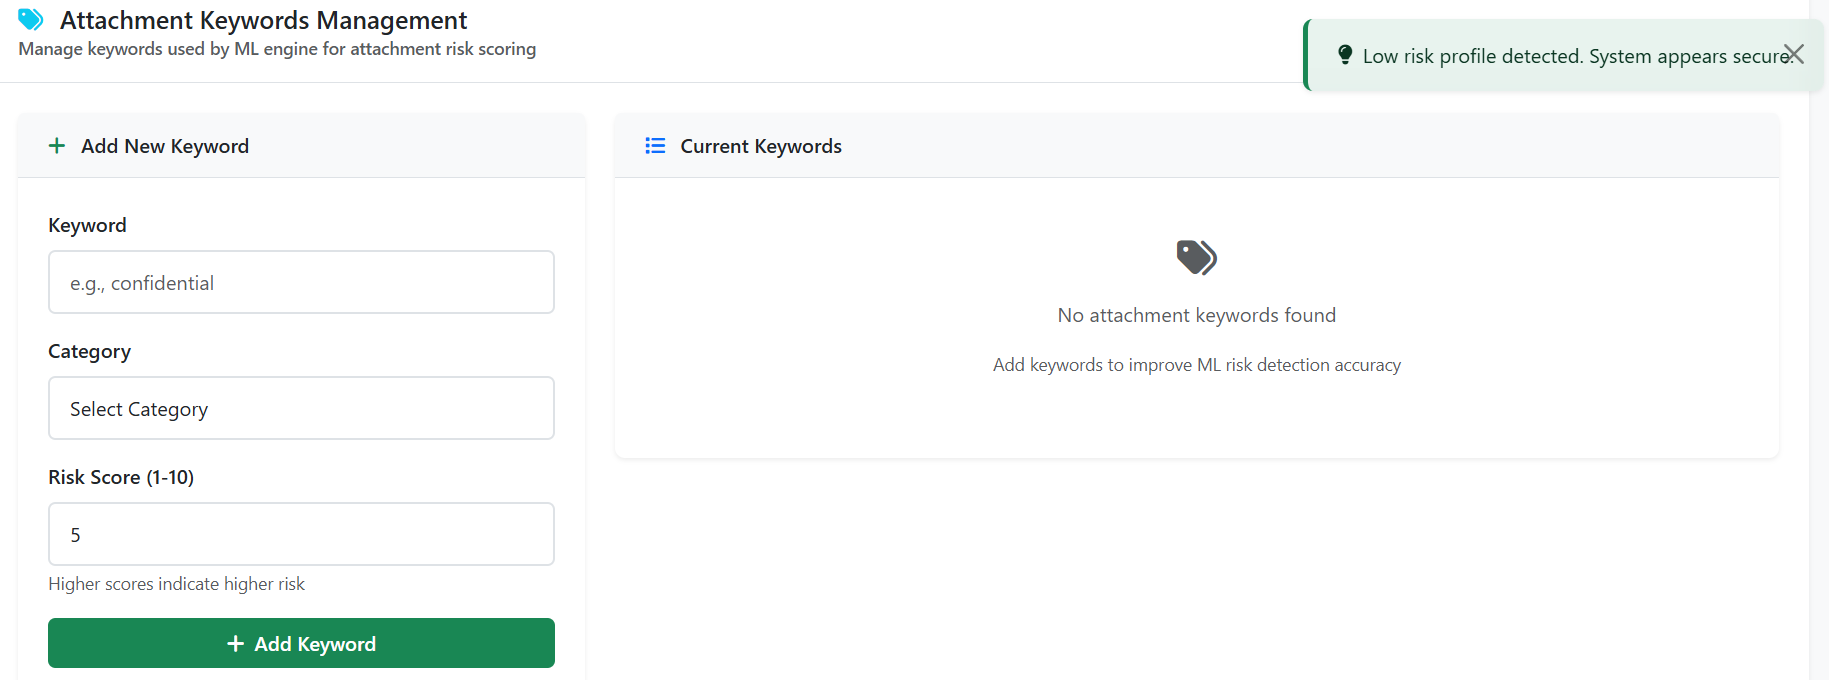 Attachment Keywords Management
Manage keywords used by ML engine for attachment risk scoring
Low risk profile detected. System appears secure.
Add New Keyword
Keyword
e.g., confidential
Category
Select Category
Risk Score (1-10)
5
Higher scores indicate higher risk
Add Keyword
Current Keywords
No attachment keywords found
Add keywords to improve ML risk detection accuracy